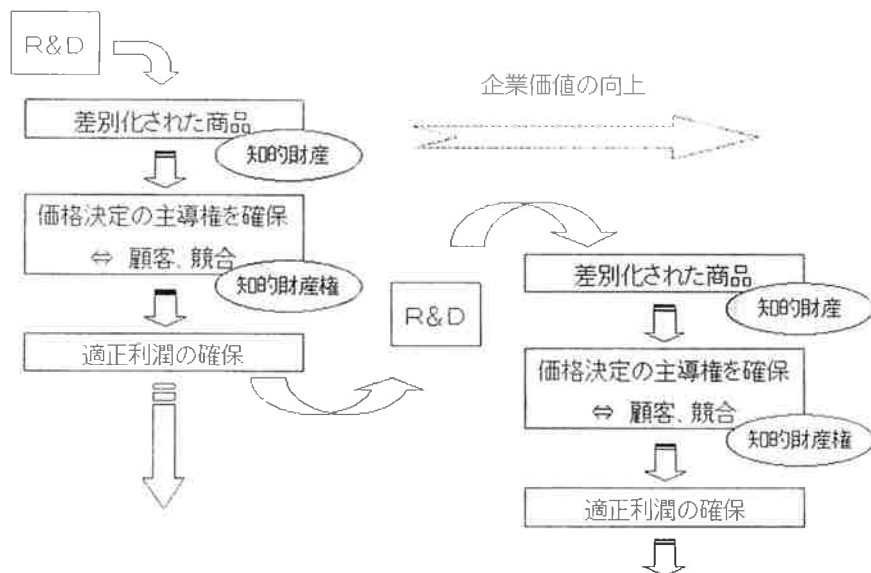 R&D
差別化された商品
知的財産
価格決定の主導権を確保
⇔ 顧客、競合
知的財産権
適正利潤の確保
企業価値の向上
R&D
差別化された商品
知的財産
価格決定の主導権を確保
⇔ 顧客、競合
知的財産権
適正利潤の確保